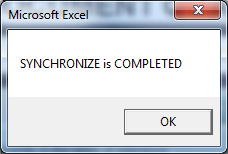 Microsoft Excel
SYNCHRONIZE is COMPLETED
OK